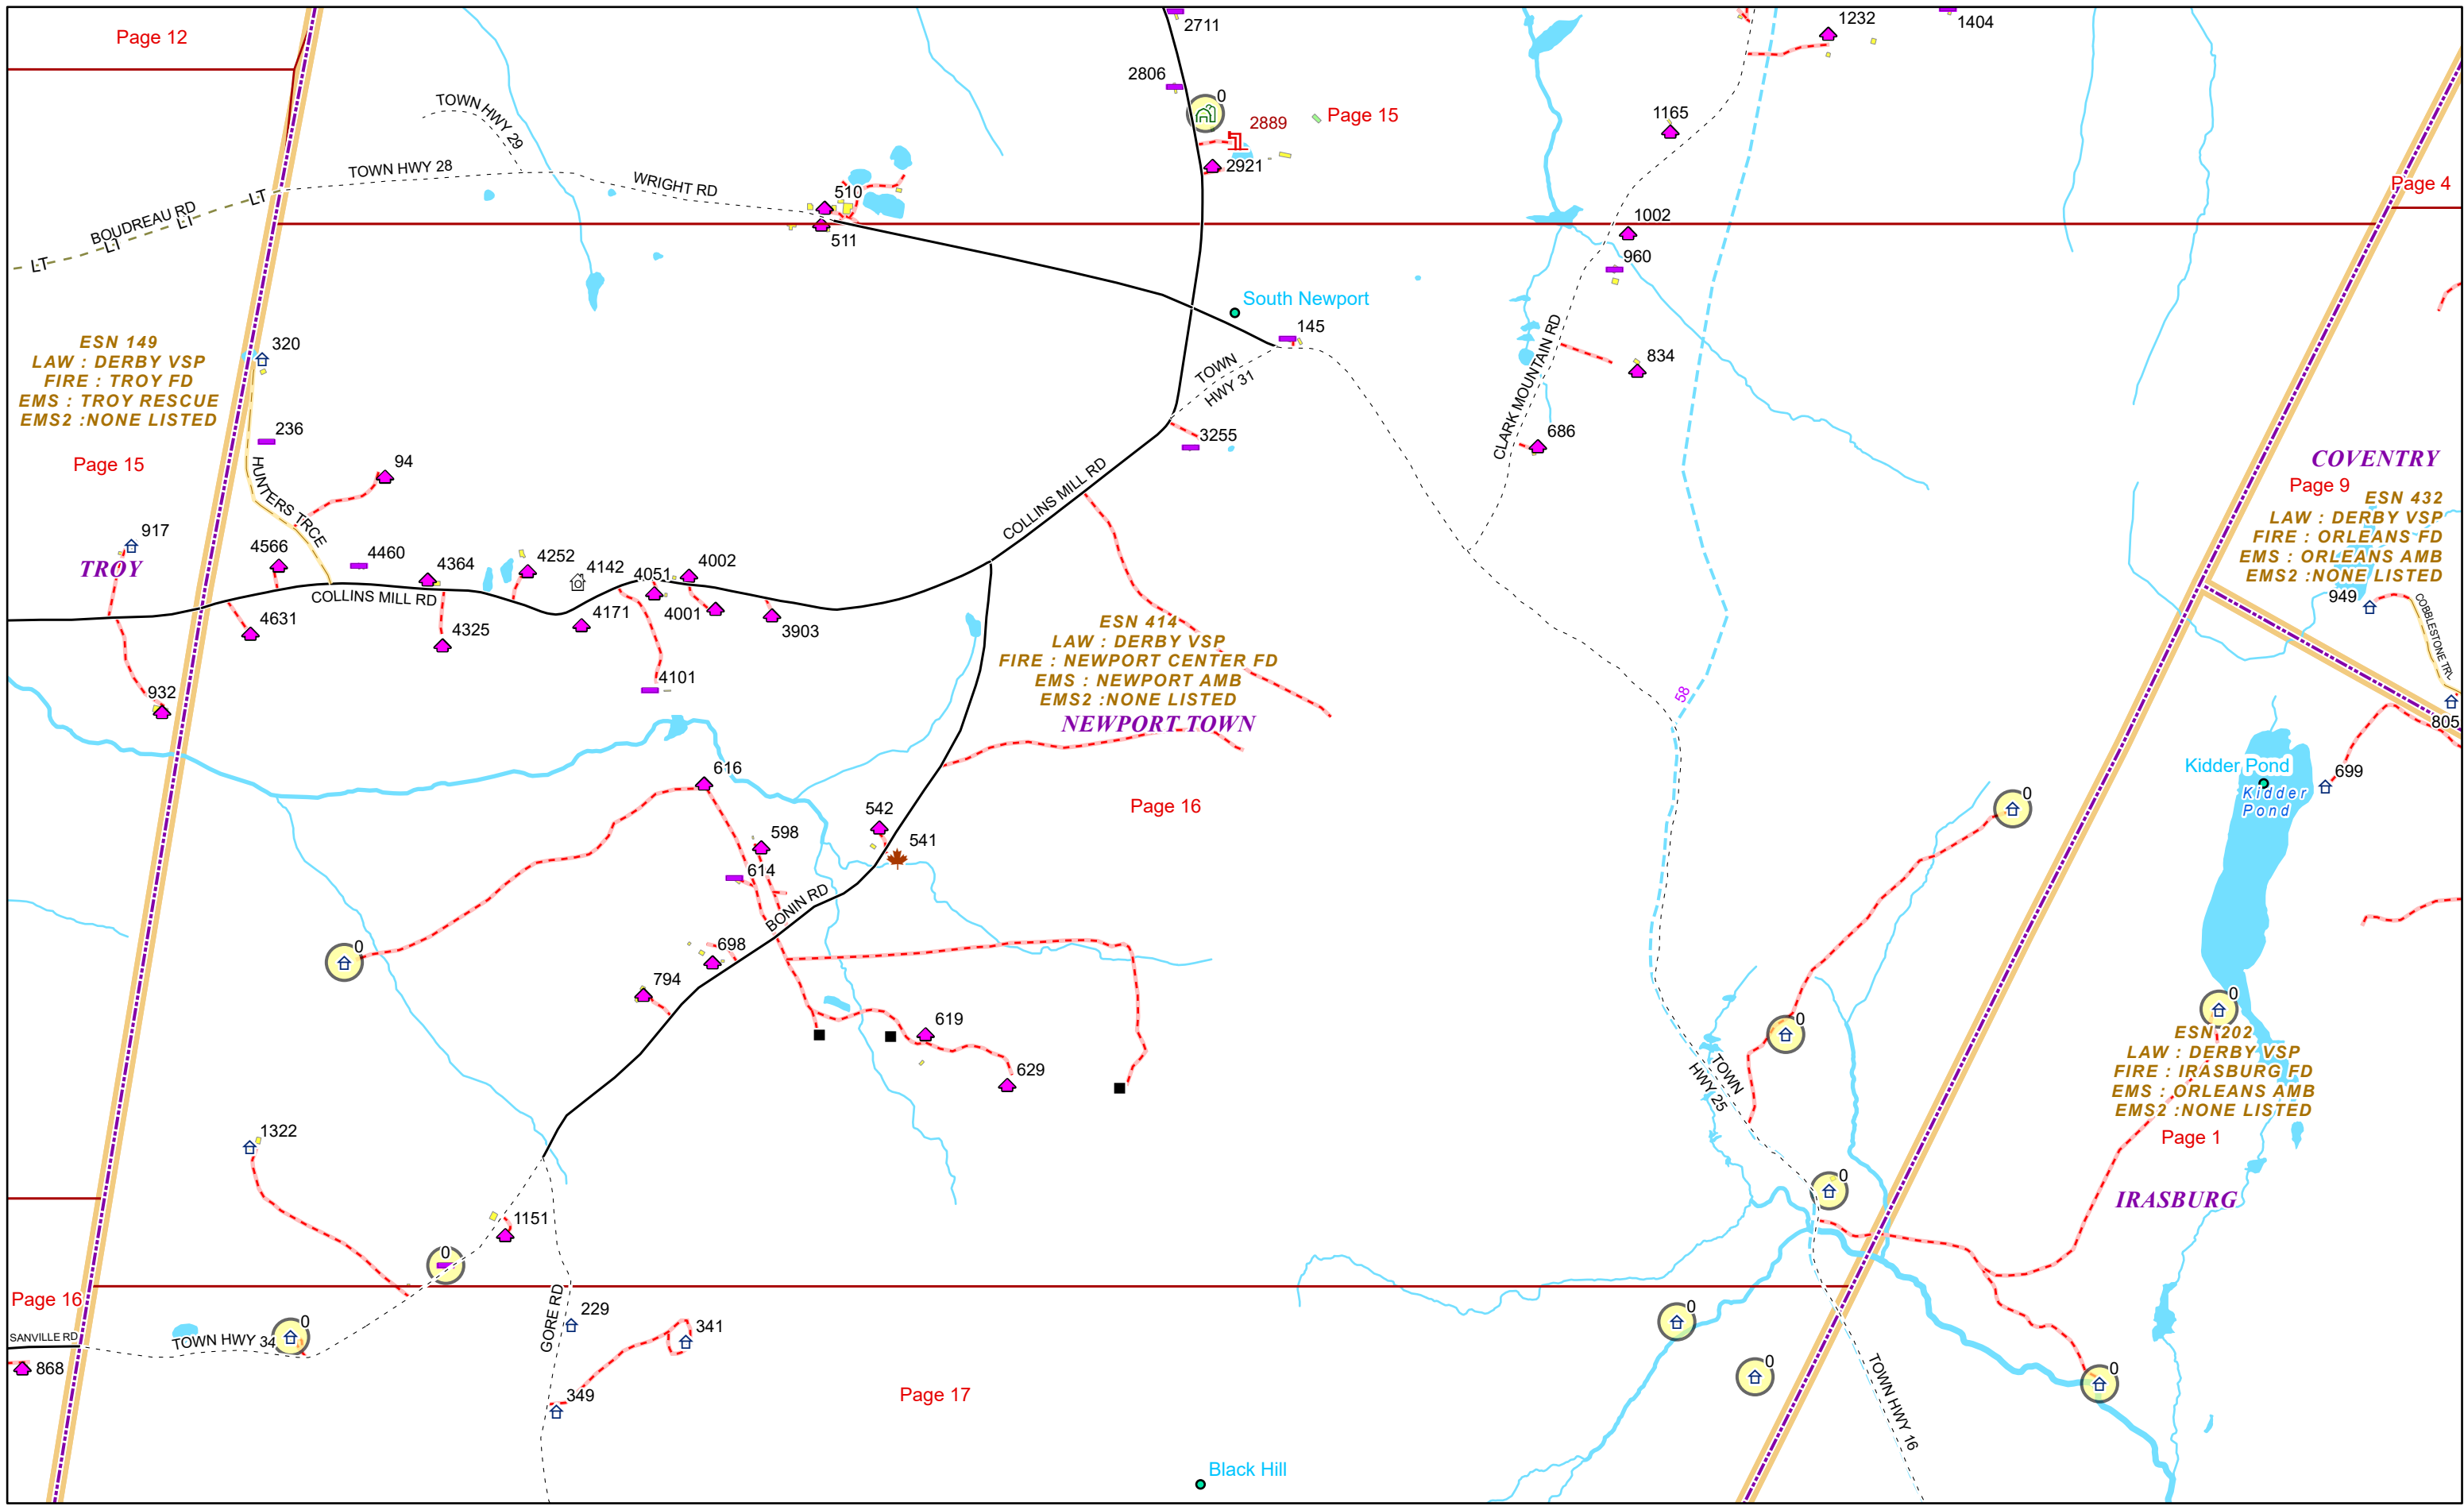 Page 12
2711
1232
1404
2806
0
2889
Page 15
TOWN HWY 29
1165
TOWN HWY 28
WRIGHT RD
510
2921
Page 4
LT
BOUDREAU RD
LT
LT
LT
511
1002
960
South Newport
145
ESN 149
LAW : DERBY VSP
FIRE : TROY FD
EMS : TROY RESCUE
EMS2 :NONE LISTED
320
TOWN
HWY 31
CLARK MOUNTAIN RD
834
236
3255
686
Page 15
94
HUNTERS TRCE
COLLINS MILL RD
COVENTRY
Page 9
ESN 432
LAW : DERBY VSP
FIRE : ORLEANS FD
EMS : ORLEANS AMB
EMS2 :NONE LISTED
917
TROY
4566
4460
4364
4252
4142
4051
4002
COLLINS MILL RD
4631
4325
4171
4001
3903
949
COBBLESTONE TRL
ESN 414
LAW : DERBY VSP
FIRE : NEWPORT CENTER FD
EMS : NEWPORT AMB
EMS2 :NONE LISTED
NEWPORT TOWN
932
4101
58
805
616
Kidder Pond
Kidder
Pond
699
Page 16
0
598
542
541
614
BONIN RD
0
698
794
0
0
619
629
TOWN
HWY 25
ESN 202
LAW : DERBY VSP
FIRE : IRASBURG FD
EMS : ORLEANS AMB
EMS2 :NONE LISTED
Page 1
1322
0
IRASBURG
1151
0
Page 16
SANVILLE RD
TOWN HWY 34
0
868
GORE RD
229
341
349
0
0
0
Page 17
TOWN HWY 16
Black Hill